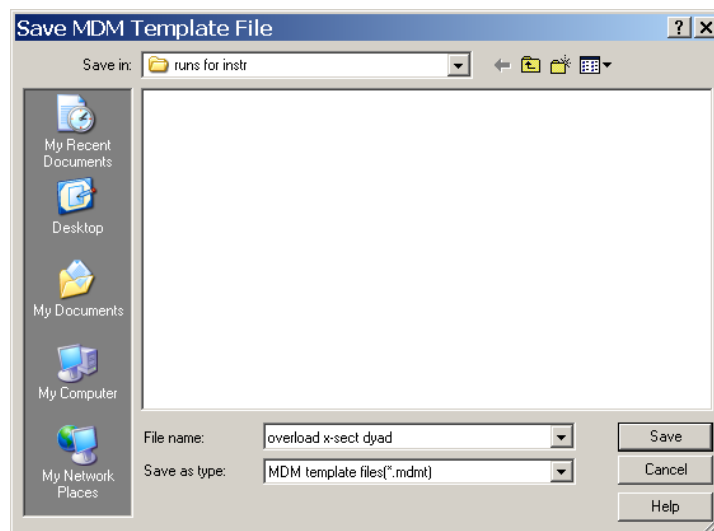 Save MDM Template File
Save in:
runs for instr
My Recent
Documents
Desktop
My Documents
My Computer
My Network
Places
File name:
overload x-sect dyad
Save
Save as type:
MDM template files(*.mdmt)
Cancel
Help